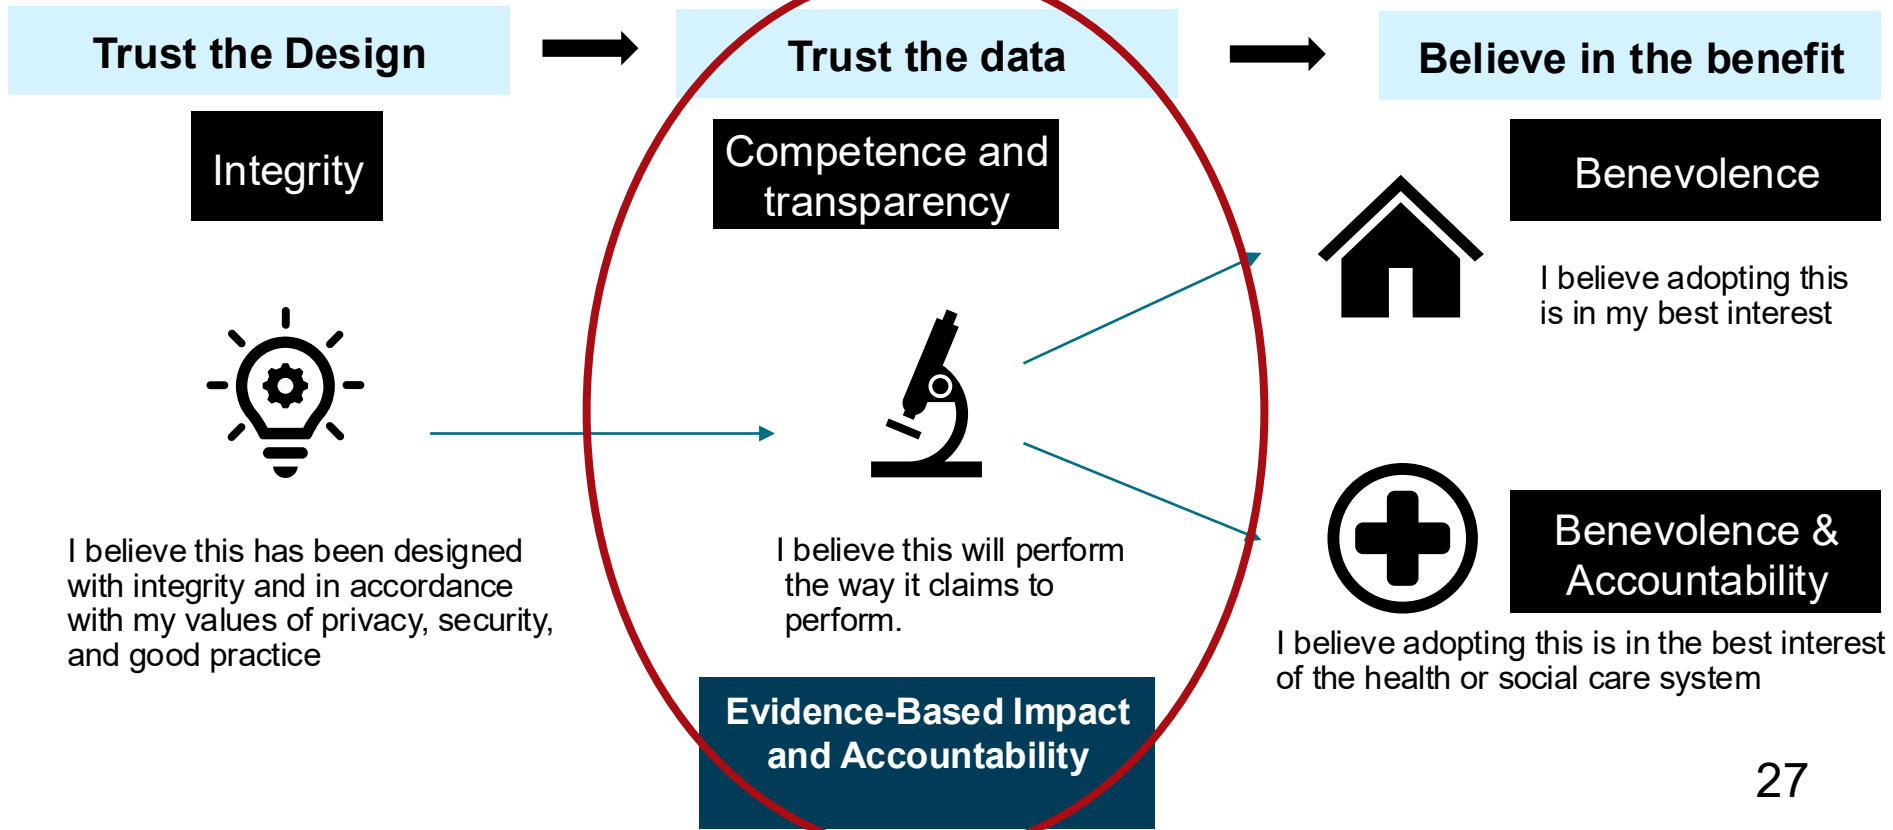 Trust the Design
Trust the data
Believe in the benefit
Integrity
Competence and
transparency
Benevolence
I believe adopting this
is in my best interest
I believe this has been designed
with integrity and in accordance
with my values of privacy, security,
and good practice
I believe this will perform
the way it claims to
perform.
Benevolence &
Accountability
I believe adopting this is in the best interest
of the health or social care system
Evidence-Based Impact
and Accountability
27